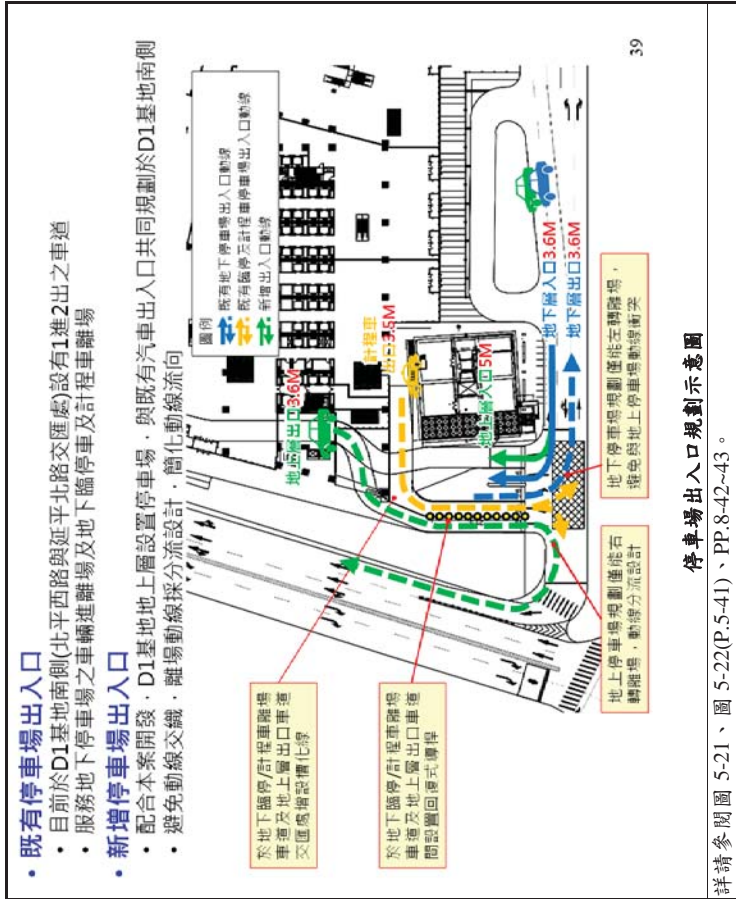 • 既有停車場出入口
• 目前於D1基地南側(北平西路與延平北路交匯處)設有1進2出之車道
• 服務地下停車場之車輛進離場及地下臨停車及計程車離場
• 新增停車場出入口
• 配合本案開發，D1基地地上層設置停車場，與既有汽車出入口共同規劃於D1基地南側
• 避免動線交織，離場動線採分流設計，簡化動線流向
圖例
既有地下停車場出入口動線
既有臨停及計程車停車場出入口動線
新增出入口動線
地上層出口3.6M
計程車
出口3.5M
地上層入口5M
地下層入口3.6M
地下層出口3.6M
於地下臨停/計程車離場
車道及地上層出口車道
交匯處增設槽化線
於地下臨停/計程車離場
車道及地上層出口車道
間設置回復式導桿
地上停車場規劃僅能右
轉離場，動線分流設計
地下停車場規劃僅能左轉離場，
避免與地上停車場動線衝突
39
停車場出入口規劃示意圖
詳請參閱圖 5-21、圖 5-22(P.5-41)、PP.8-42~43。